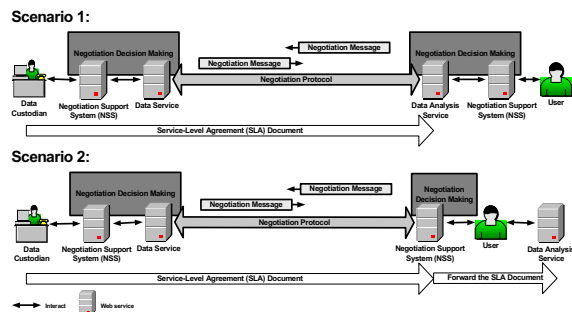 Scenario 1:
Negotiation Decision Making
Negotiation Message
Negotiation Message
Negotiation Protocol
Negotiation Decision Making
Data
Custodian
Negotiation Support
System (NSS)
Data Service
Data Analysis
Service
Negotiation Support
System (NSS)
User
Service-Level Agreement (SLA) Document
Scenario 2:
Negotiation Decision Making
Negotiation Message
Negotiation Message
Negotiation Protocol
Negotiation
Decision Making
Data
Custodian
Negotiation Support
System (NSS)
Data Service
Negotiation Support
System (NSS)
User
Data Analysis
Service
Service-Level Agreement (SLA) Document
Forward the SLA Document
Interact
Web service